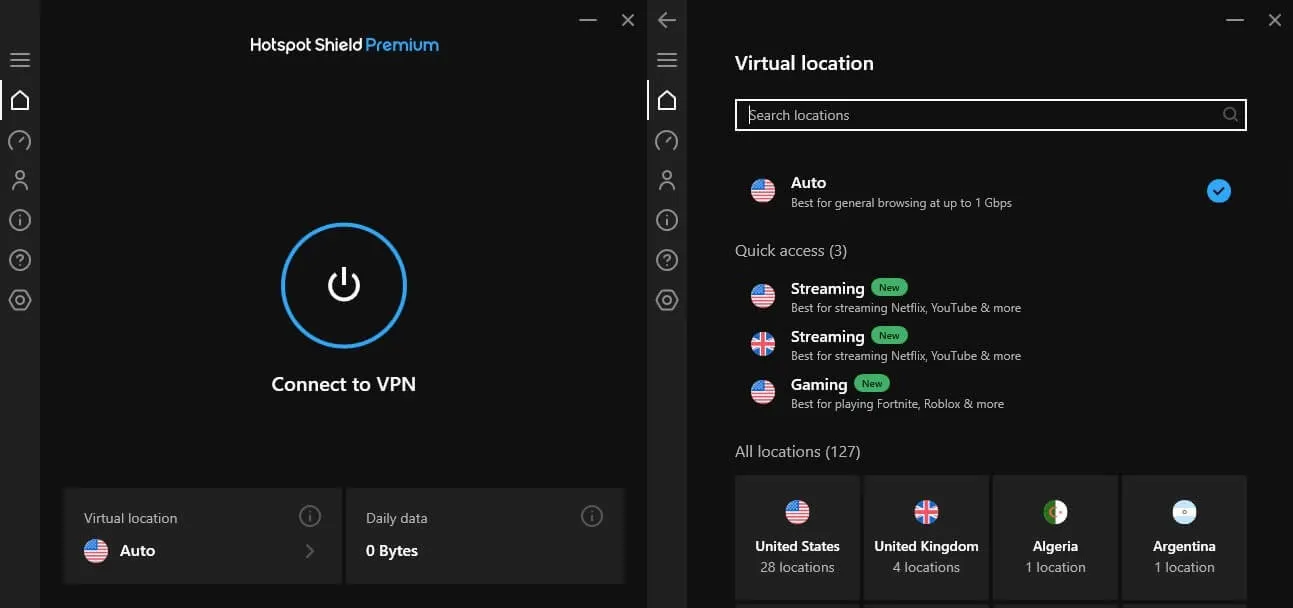 Hotspot Shield Premium
Connect to VPN
Virtual location
Auto
Daily data
0 Bytes
Virtual location
Search locations
Auto
Best for general browsing at up to 1 Gbps
Quick access (3)
Streaming New
Best for streaming Netflix, YouTube & more
Streaming New
Best for streaming Netflix, YouTube & more
Gaming New
Best for playing Fortnite, Roblox & more
All locations (127)
United States
28 locations
United Kingdom
4 locations
Algeria
1 location
Argentina
1 location